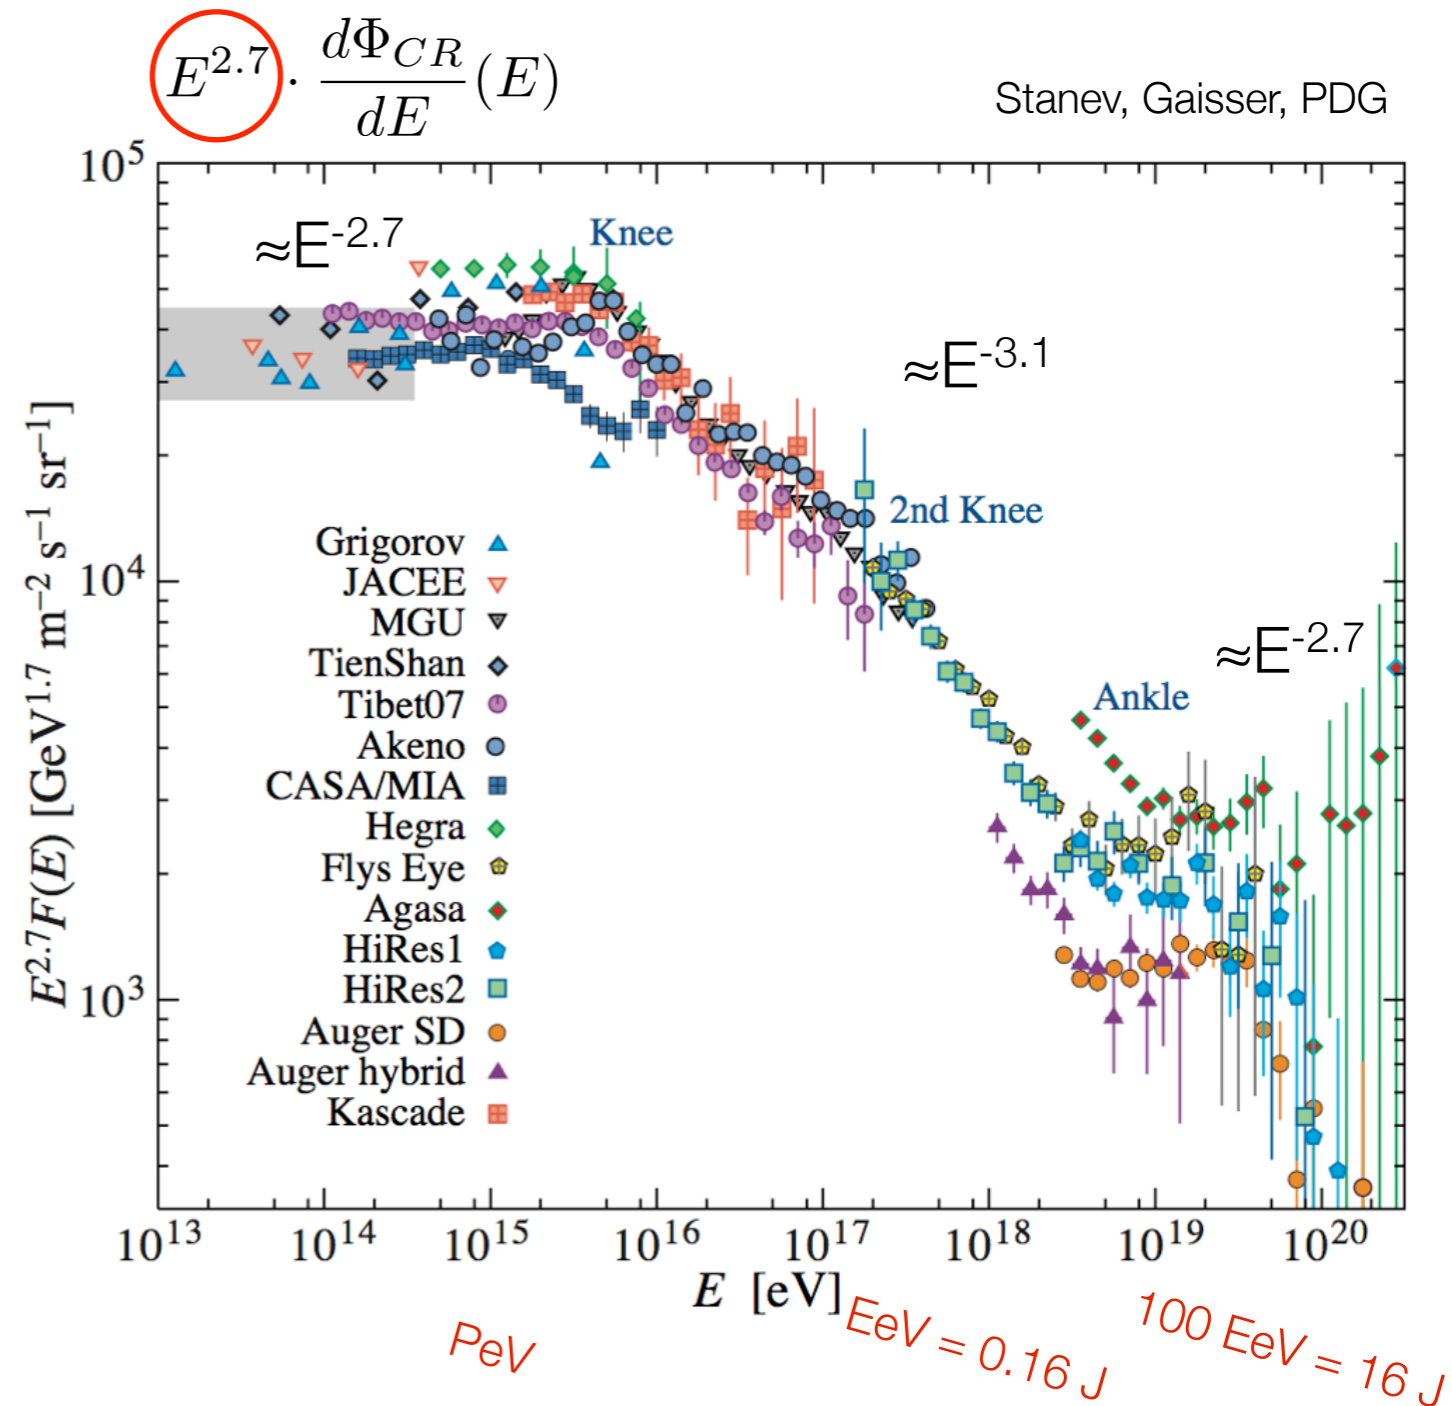 E^2.7 · dΦ_CR/dE (E)
Stanev, Gaisser, PDG
10^5
≈E^-2.7
Knee
≈E^-3.1
2nd Knee
10^4
≈E^-2.7
Ankle
10^3
E^2.7 F(E) [GeV^1.7 m^−2 s^−1 sr^−1]
Grigorov
JACEE
MGU
TienShan
Tibet07
Akeno
CASA/MIA
Hegra
Flys Eye
Agasa
HiRes1
HiRes2
Auger SD
Auger hybrid
Kascade
10^13 10^14 10^15 10^16 10^17 10^18 10^19 10^20
E [eV]
PeV
EeV = 0.16 J
100 EeV = 16 J